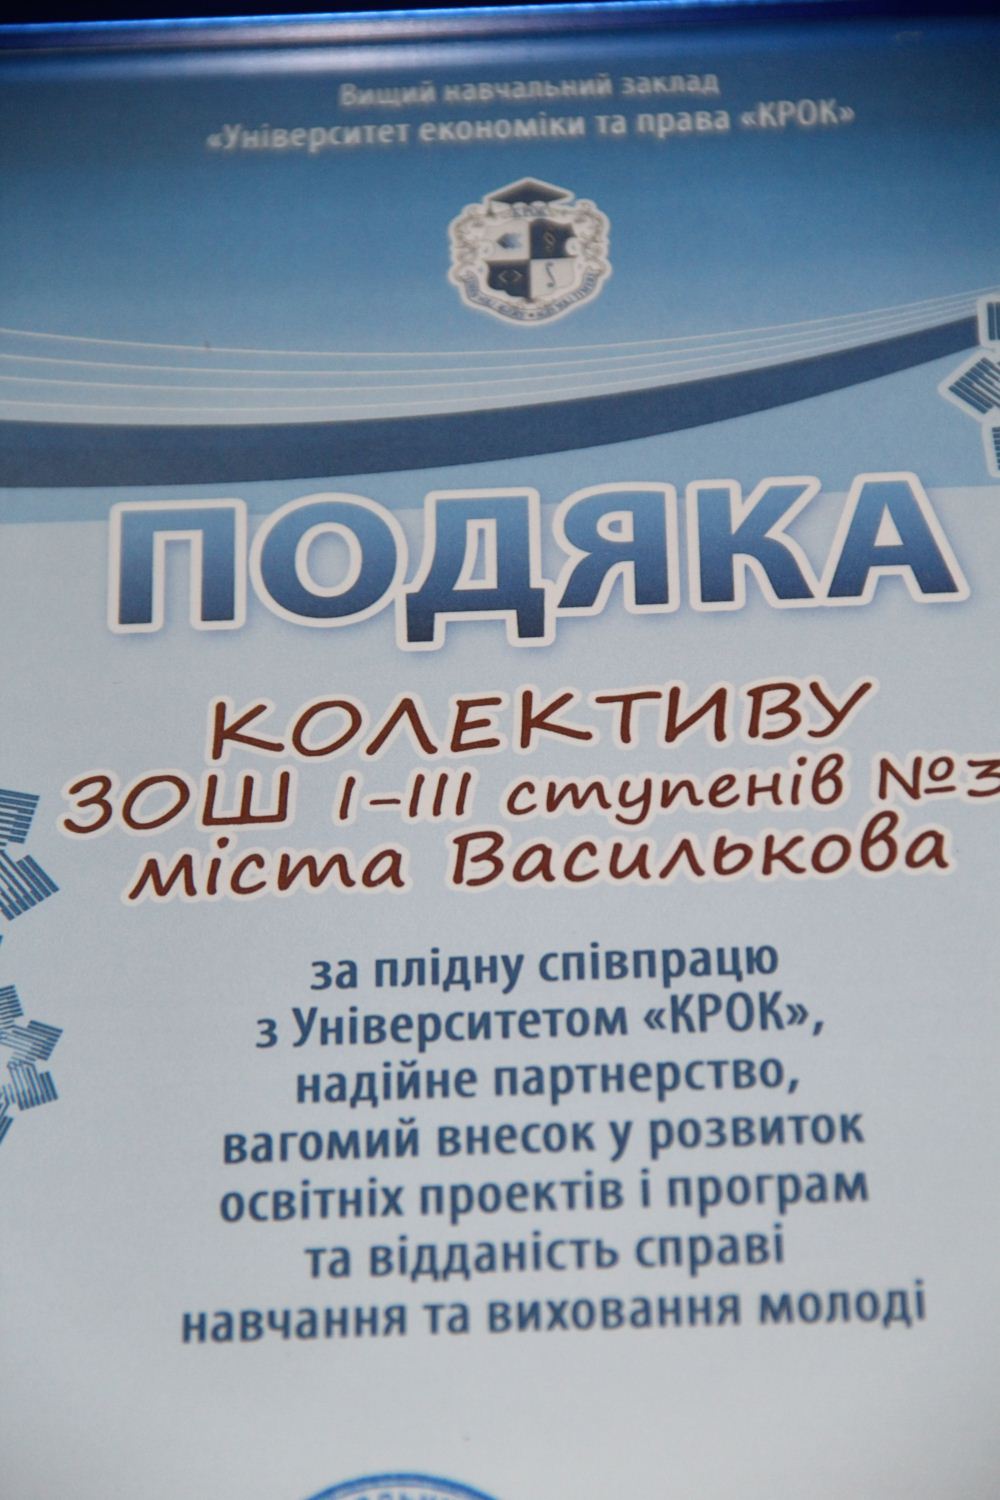 Вищий навчальний заклад
«Університет економіки та права «КРОК»
ПОДЯКА
КОЛЕКТИВУ
ЗОШ І-ІІІ ступенів №3
міста Василькова
за плідну співпрацю
з Університетом «КРОК»,
надійне партнерство,
вагомий внесок у розвиток
освітніх проектів і програм
та відданість справі
навчання та виховання молоді